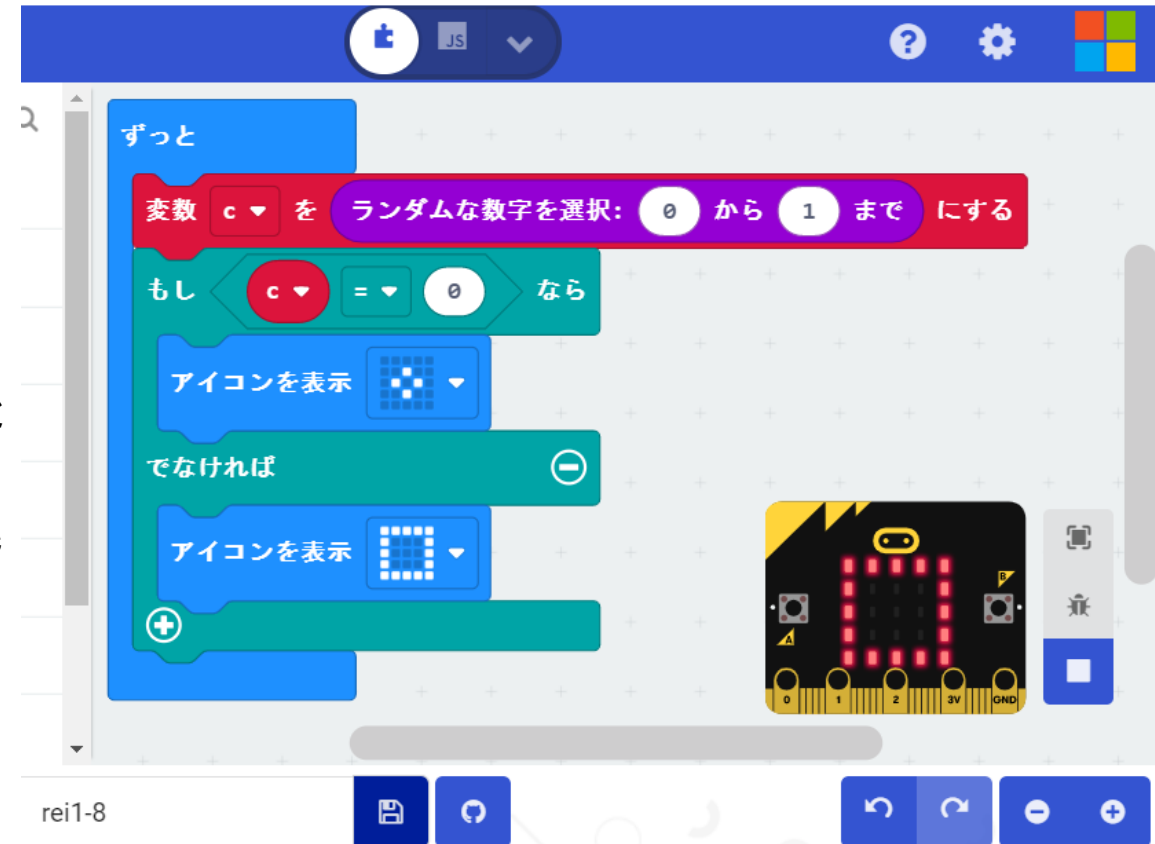 JS
ずっと
変数 c を ランダムな数字を選択: 0 から 1 まで にする
もし c = 0 なら
アイコンを表示
でなければ
アイコンを表示
A
B
0 1 2 3V GND
rei1-8